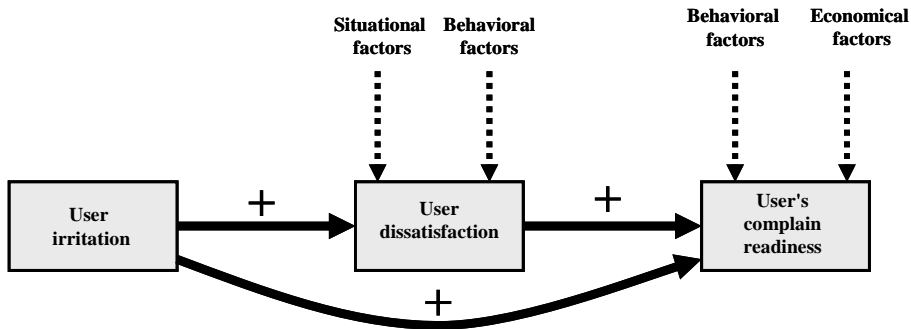 Situational
factors
Behavioral
factors
Behavioral
factors
Economical
factors
+
+
User
irritation
User
dissatisfaction
User's
complain
readiness
+